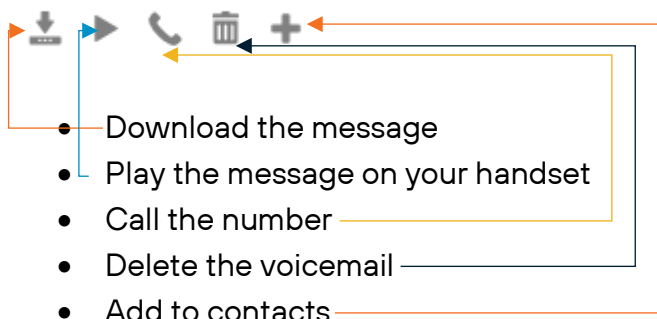 • Download the message
• Play the message on your handset
• Call the number
• Delete the voicemail
• Add to contacts